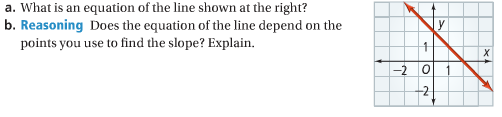 a. What is an equation of the line shown at the right?
b. Reasoning Does the equation of the line depend on the
points you use to find the slope? Explain.
y
1
x
-2 O 1
-2